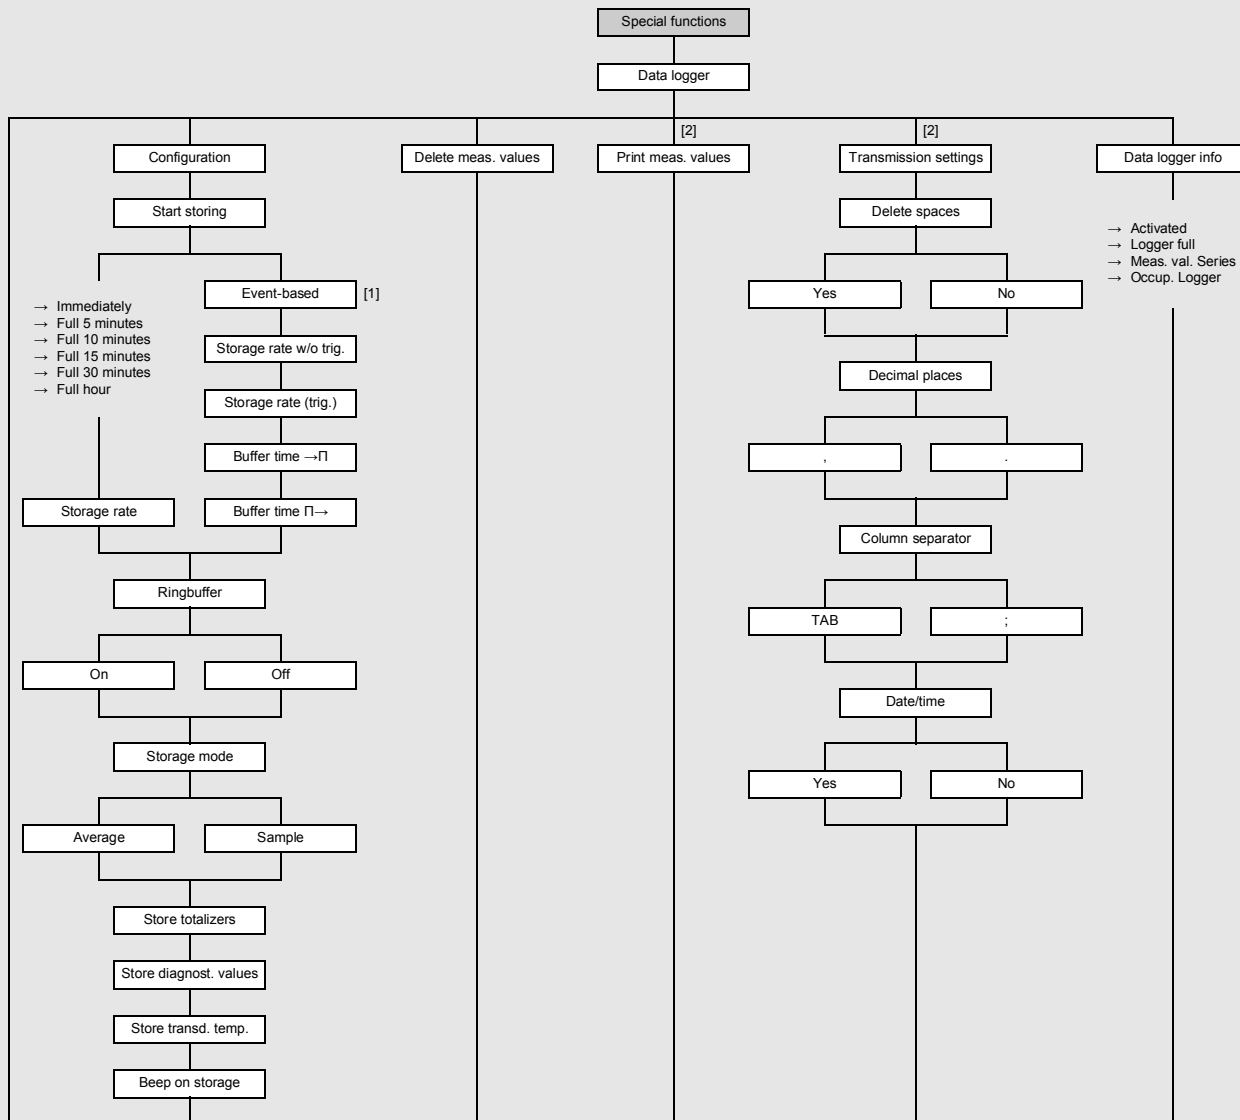 Special functions
Data logger
[2]
[2]
Configuration
Delete meas. values
Print meas. values
Transmission settings
Data logger info
Start storing
Delete spaces
→ Activated
→ Logger full
→ Meas. val. Series
→ Occup. Logger
→ Immediately
→ Full 5 minutes
→ Full 10 minutes
→ Full 15 minutes
→ Full 30 minutes
→ Full hour
Event-based
[1]
Yes
No
Storage rate w/o trig.
Decimal places
Storage rate (trig.)
Buffer time →Π
,
.
Storage rate
Buffer time Π→
Column separator
Ringbuffer
TAB
;
On
Off
Date/time
Storage mode
Yes
No
Average
Sample
Store totalizers
Store diagnost. values
Store transd. temp.
Beep on storage